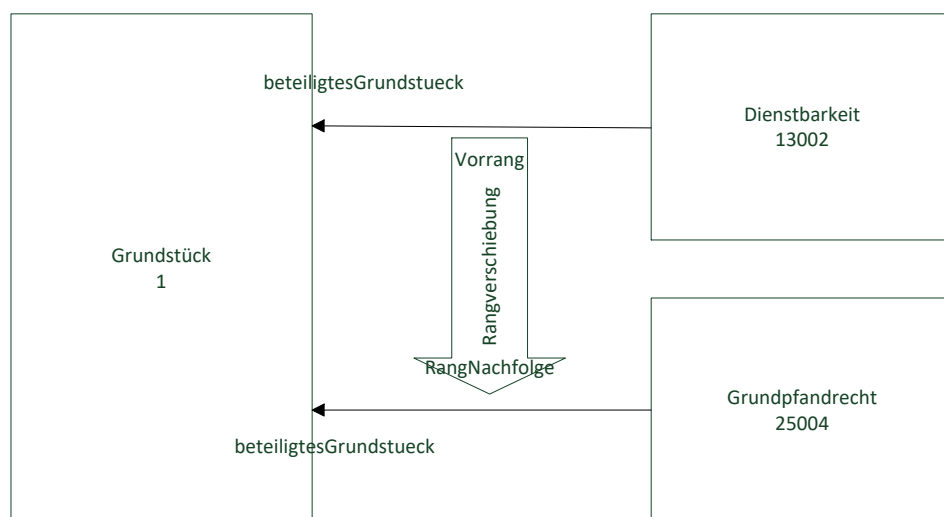 beteiligtesGrundstueck
Dienstbarkeit
13002
Vorrang
Rangverschiebung
Grundstück
1
RangNachfolge
Grundpfandrecht
25004
beteiligtesGrundstueck